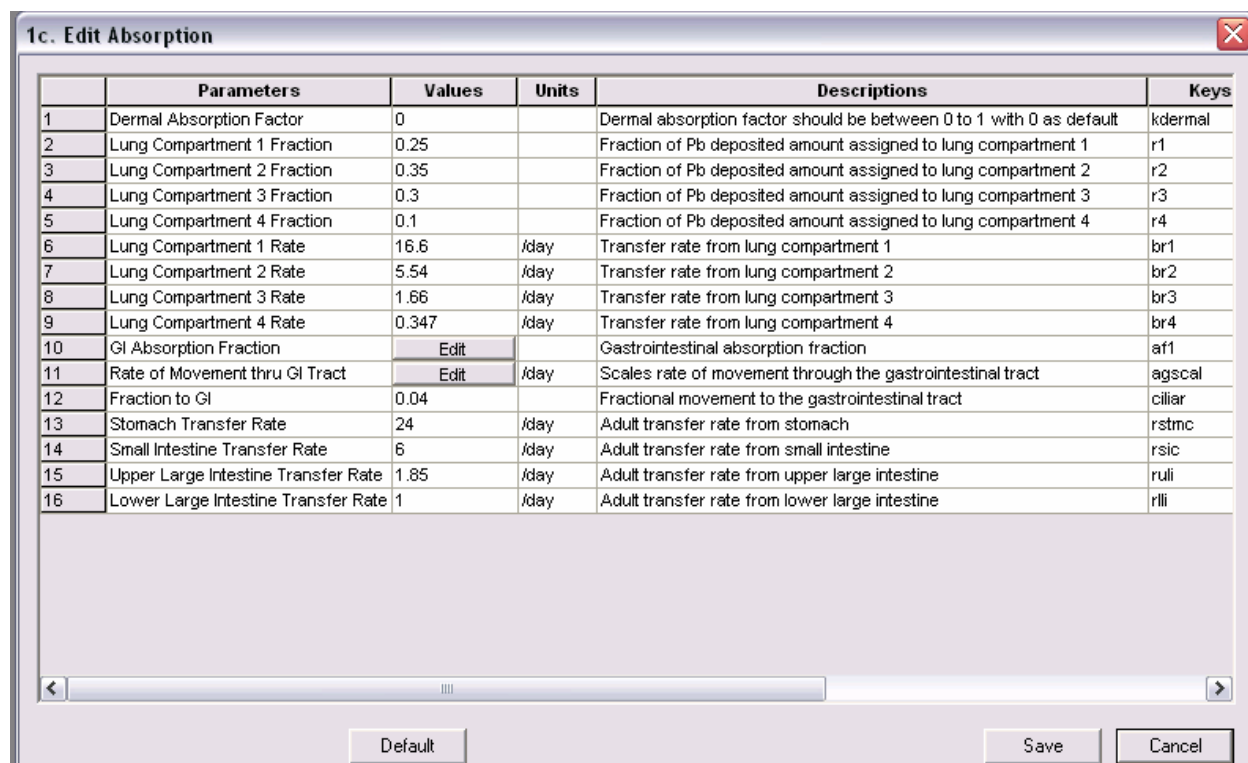 1c. Edit Absorption
Parameters Values Units Descriptions Keys
1 Dermal Absorption Factor 0 Dermal absorption factor should be between 0 to 1 with 0 as default kdermal
2 Lung Compartment 1 Fraction 0.25 Fraction of Pb deposited amount assigned to lung compartment 1 r1
3 Lung Compartment 2 Fraction 0.35 Fraction of Pb deposited amount assigned to lung compartment 2 r2
4 Lung Compartment 3 Fraction 0.3 Fraction of Pb deposited amount assigned to lung compartment 3 r3
5 Lung Compartment 4 Fraction 0.1 Fraction of Pb deposited amount assigned to lung compartment 4 r4
6 Lung Compartment 1 Rate 16.6 /day Transfer rate from lung compartment 1 br1
7 Lung Compartment 2 Rate 5.54 /day Transfer rate from lung compartment 2 br2
8 Lung Compartment 3 Rate 1.66 /day Transfer rate from lung compartment 3 br3
9 Lung Compartment 4 Rate 0.347 /day Transfer rate from lung compartment 4 br4
10 GI Absorption Fraction Edit Gastrointestinal absorption fraction af1
11 Rate of Movement thru GI Tract Edit /day Scales rate of movement through the gastrointestinal tract agscal
12 Fraction to GI 0.04 Fractional movement to the gastrointestinal tract ciliar
13 Stomach Transfer Rate 24 /day Adult transfer rate from stomach rstmc
14 Small Intestine Transfer Rate 6 /day Adult transfer rate from small intestine rsic
15 Upper Large Intestine Transfer Rate 1.85 /day Adult transfer rate from upper large intestine ruli
16 Lower Large Intestine Transfer Rate 1 /day Adult transfer rate from lower large intestine rlli
Default Save Cancel